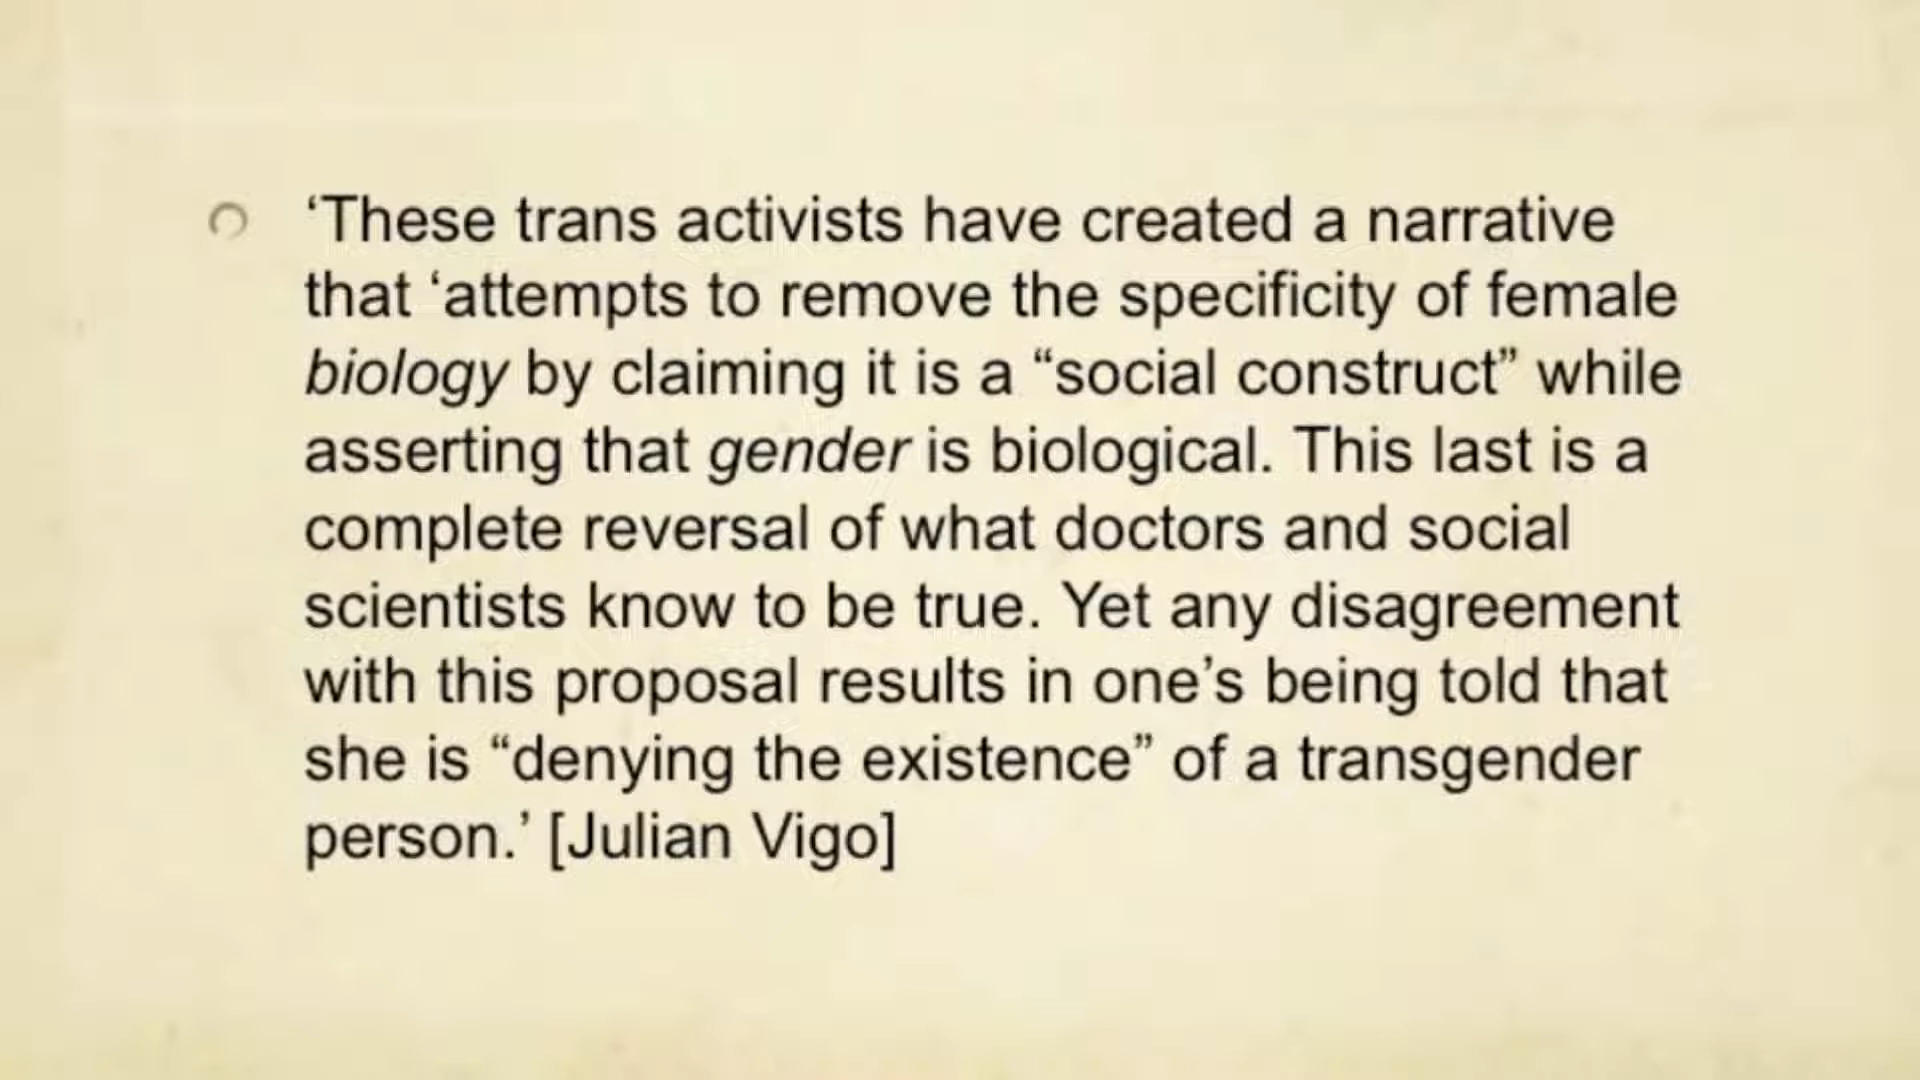 ‘These trans activists have created a narrative
that ‘attempts to remove the specificity of female
biology by claiming it is a “social construct” while
asserting that gender is biological. This last is a
complete reversal of what doctors and social
scientists know to be true. Yet any disagreement
with this proposal results in one’s being told that
she is “denying the existence” of a transgender
person.’ [Julian Vigo]